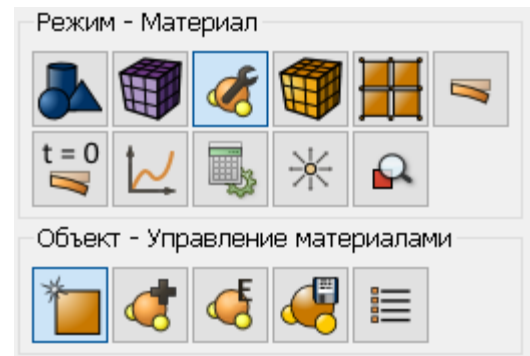 Режим - Материал
t = 0
Объект - Управление материалами
E